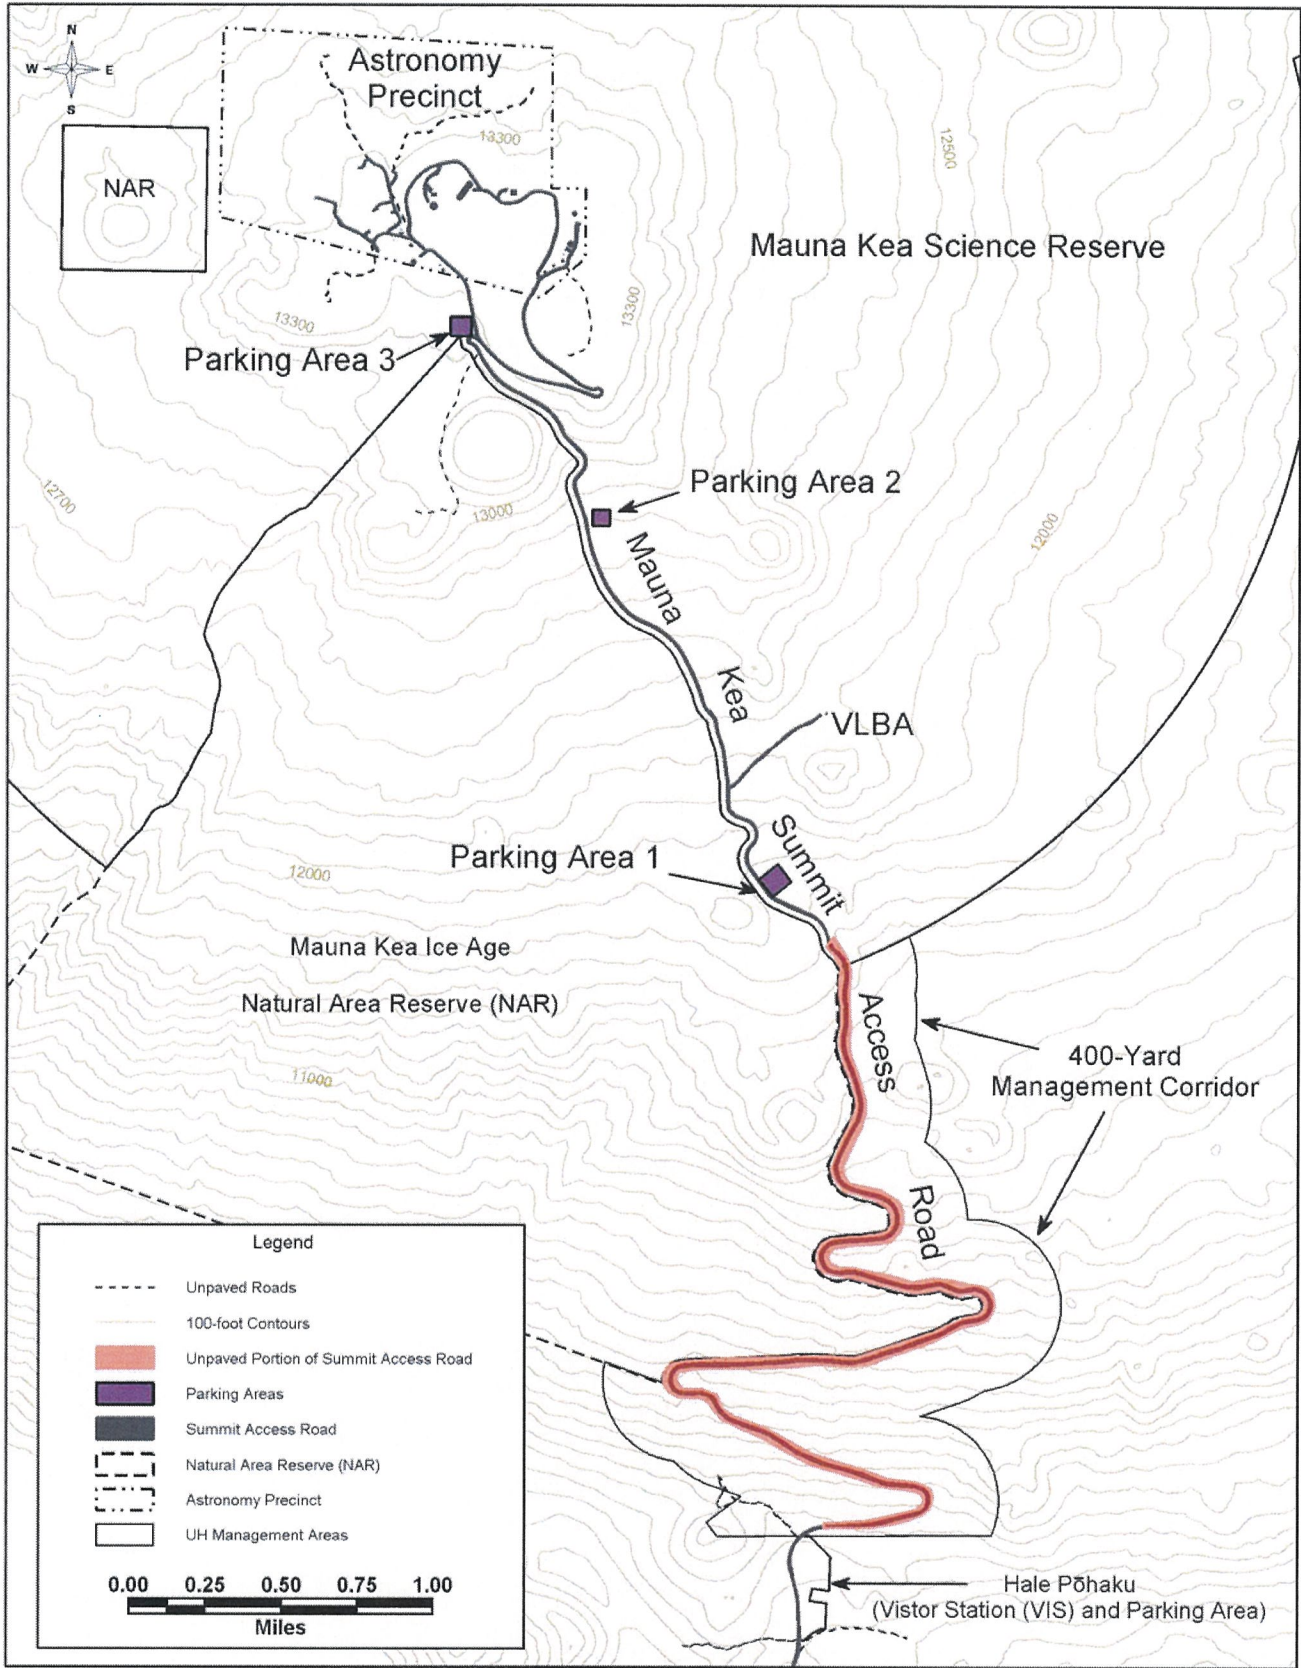 N
W E
S
Astronomy
Precinct
13300
12500
NAR
Mauna Kea Science Reserve
13300
13300
Parking Area 3
Parking Area 2
12700
13000
12000
Mauna
Kea
VLBA
Summit
Parking Area 1
12000
Mauna Kea Ice Age
Natural Area Reserve (NAR)
Access
400-Yard
Management Corridor
11000
Road
Legend
Unpaved Roads
100-foot Contours
Unpaved Portion of Summit Access Road
Parking Areas
Summit Access Road
Natural Area Reserve (NAR)
Astronomy Precinct
UH Management Areas
0.00 0.25 0.50 0.75 1.00
Miles
Hale Pōhaku
(Vistor Station (VIS) and Parking Area)